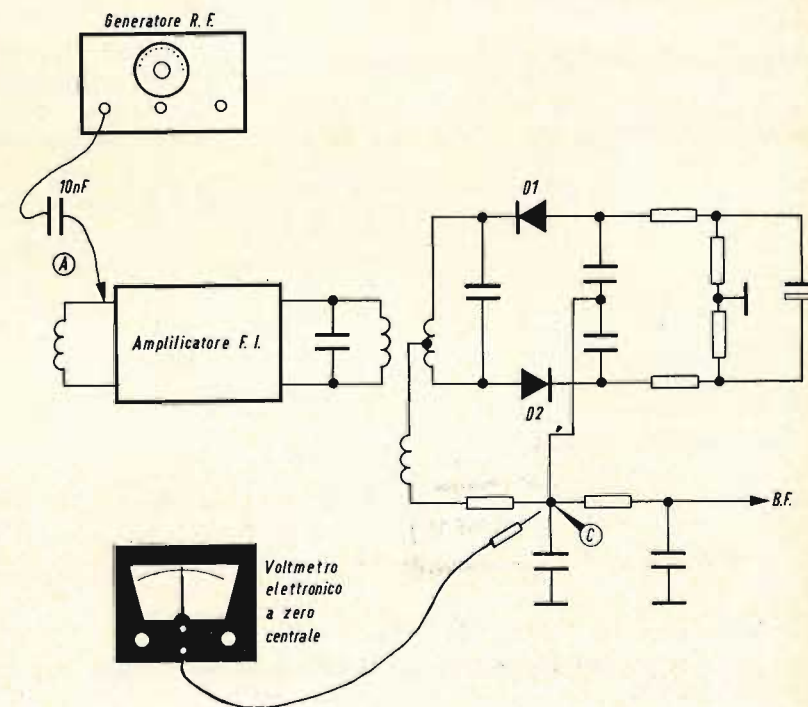 Generatore R. F.
10nF
A
Amplificatore F. I.
D1
D2
C
B.F.
Voltmetro
elettronico
a zero
centrale